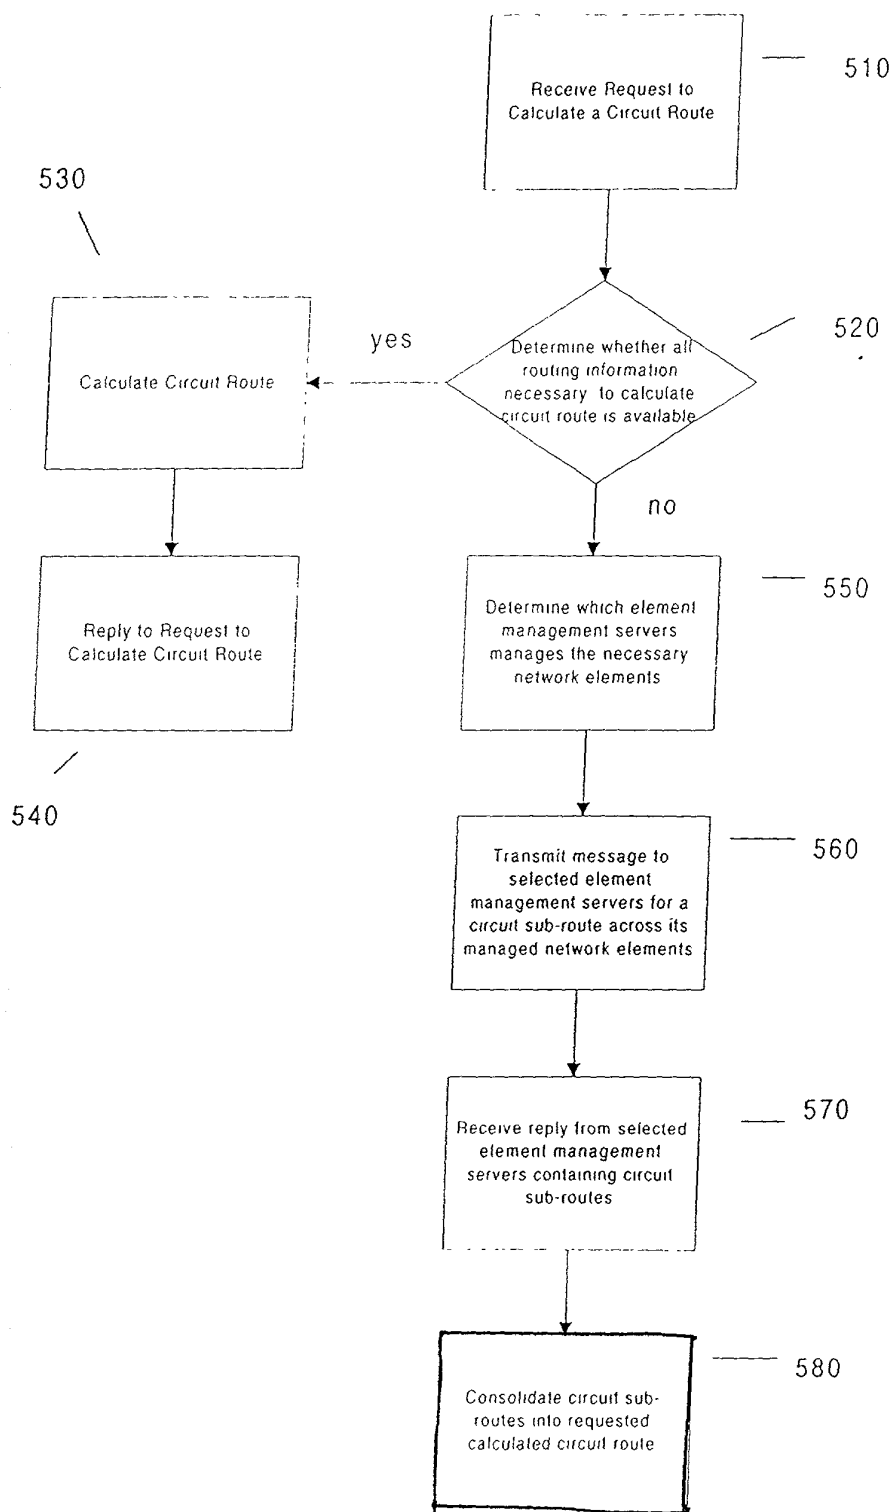 510
Receive Request to
Calculate a Circuit Route
530
520
yes
Determine whether all
routing information
necessary to calculate
circuit route is available
Calculate Circuit Route
no
550
Determine which element
management servers
manages the necessary
network elements
Reply to Request to
Calculate Circuit Route
540
560
Transmit message to
selected element
management servers for a
circuit sub-route across its
managed network elements
570
Receive reply from selected
element management
servers containing circuit
sub-routes
580
Consolidate circuit sub-
routes into requested
calculated circuit route